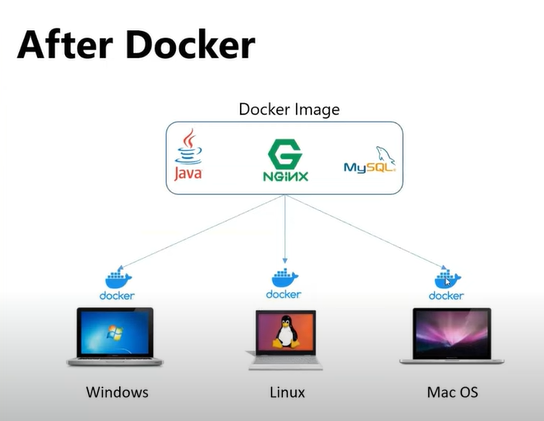 After Docker
Docker Image
Java
NGiNX
MySQL
docker
docker
docker
Windows
Linux
Mac OS